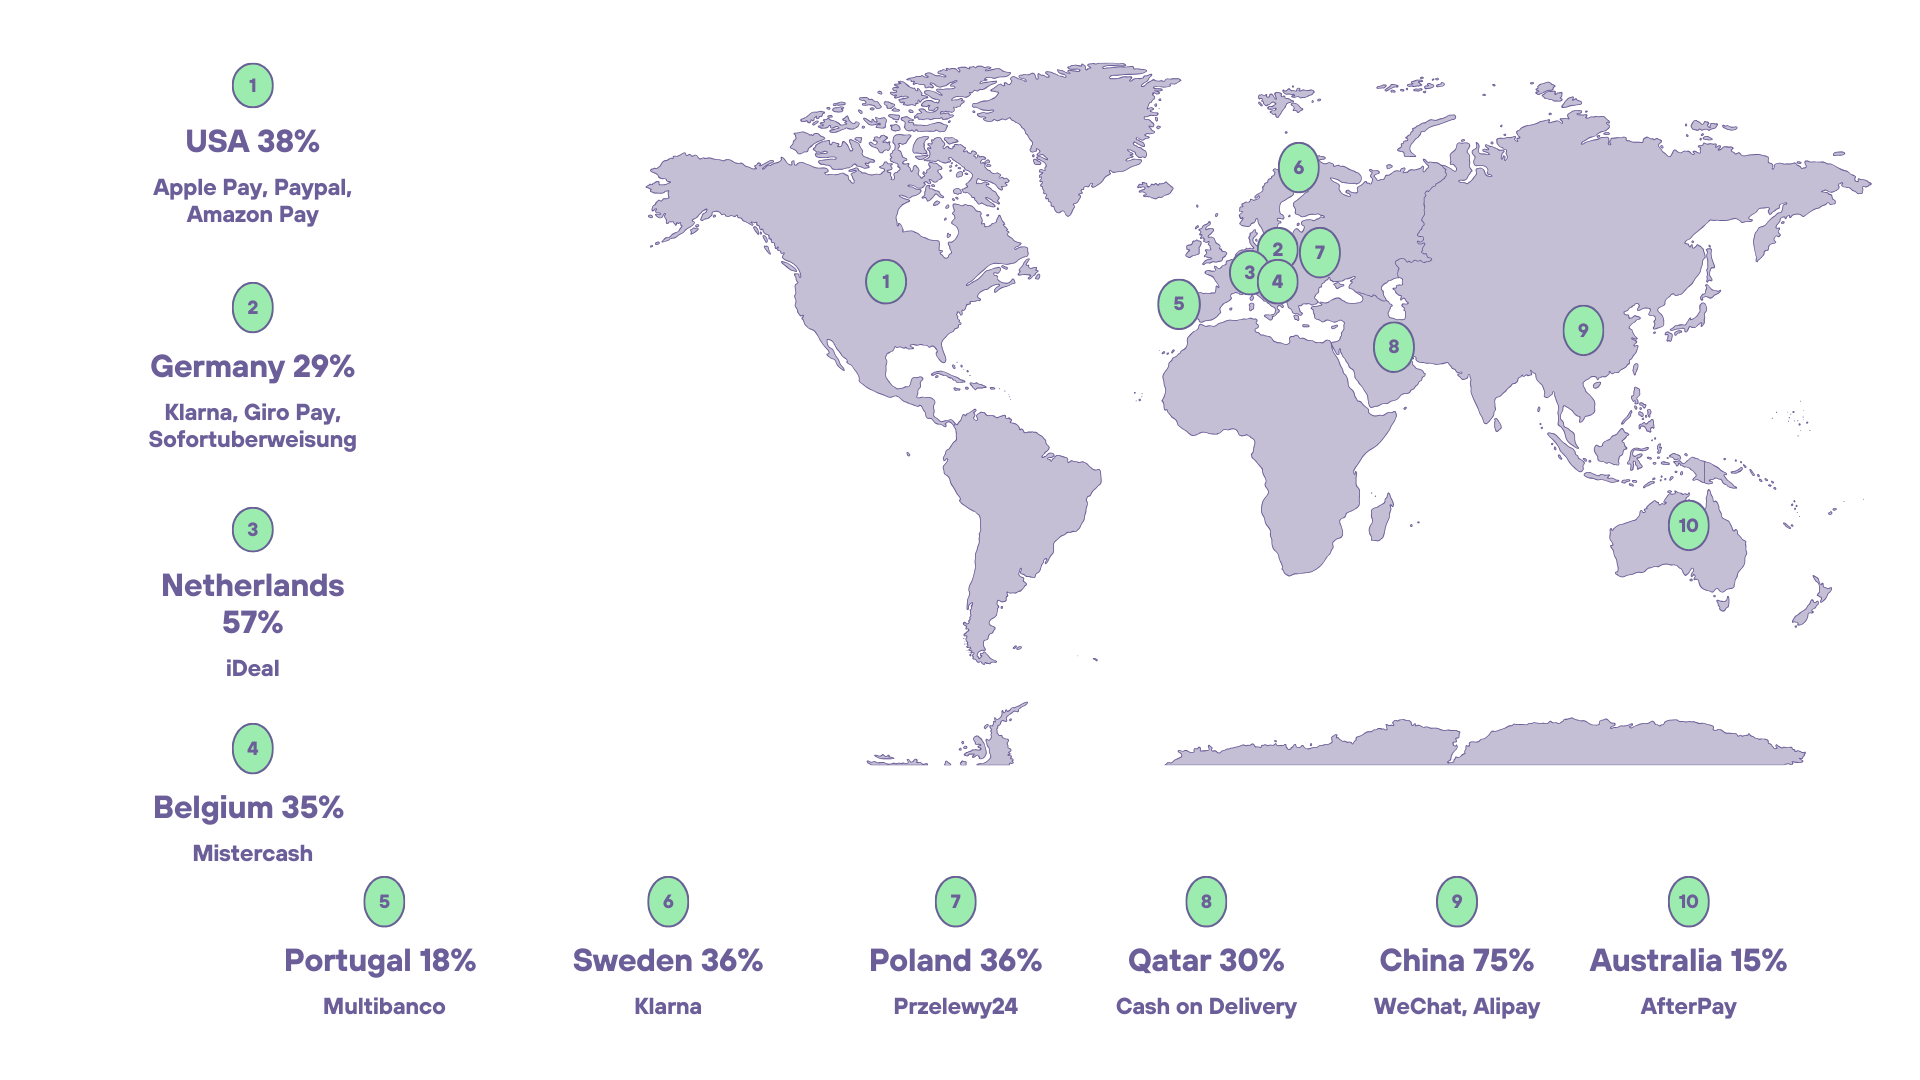 1
USA 38%
Apple Pay, Paypal,
Amazon Pay
2
Germany 29%
Klarna, Giro Pay,
Sofortuberweisung
3
Netherlands
57%
iDeal
4
Belgium 35%
Mistercash
6
2
7
3
4
1
5
9
8
10
5
Portugal 18%
Multibanco
6
Sweden 36%
Klarna
7
Poland 36%
Przelewy24
8
Qatar 30%
Cash on Delivery
9
China 75%
WeChat, Alipay
10
Australia 15%
AfterPay